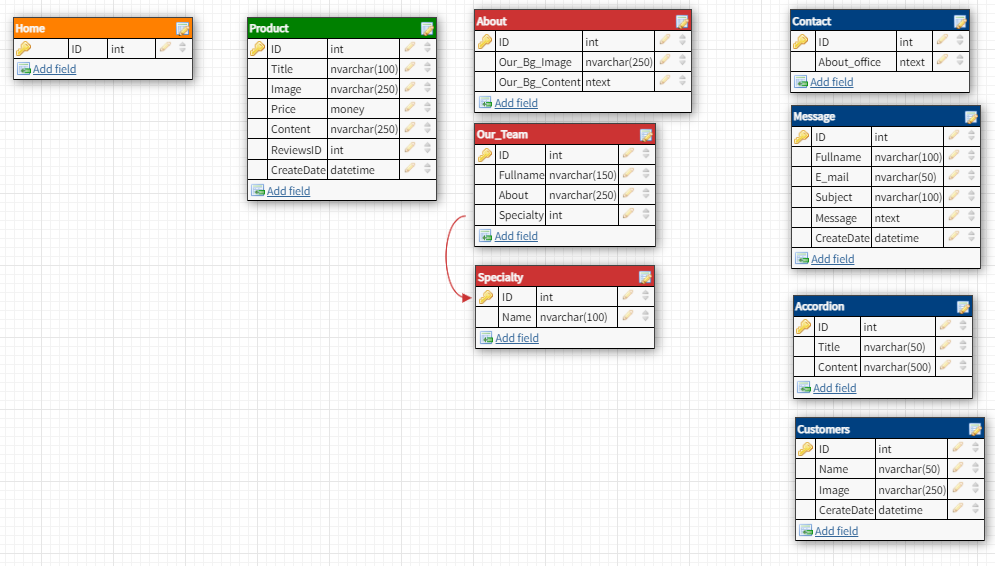 Home
ID int
Add field
Product
ID int
Title nvarchar(100)
Image nvarchar(250)
Price money
Content nvarchar(250)
ReviewsID int
CreateDate datetime
Add field
About
ID int
Our_Bg_Image nvarchar(250)
Our_Bg_Content ntext
Add field
Our_Team
ID int
Fullname nvarchar(150)
About nvarchar(250)
Specialty int
Add field
Specialty
ID int
Name nvarchar(100)
Add field
Contact
ID int
About_office ntext
Add field
Message
ID int
Fullname nvarchar(100)
E_mail nvarchar(50)
Subject nvarchar(100)
Message ntext
CreateDate datetime
Add field
Accordion
ID int
Title nvarchar(50)
Content nvarchar(500)
Add field
Customers
ID int
Name nvarchar(50)
Image nvarchar(250)
CerateDate datetime
Add field